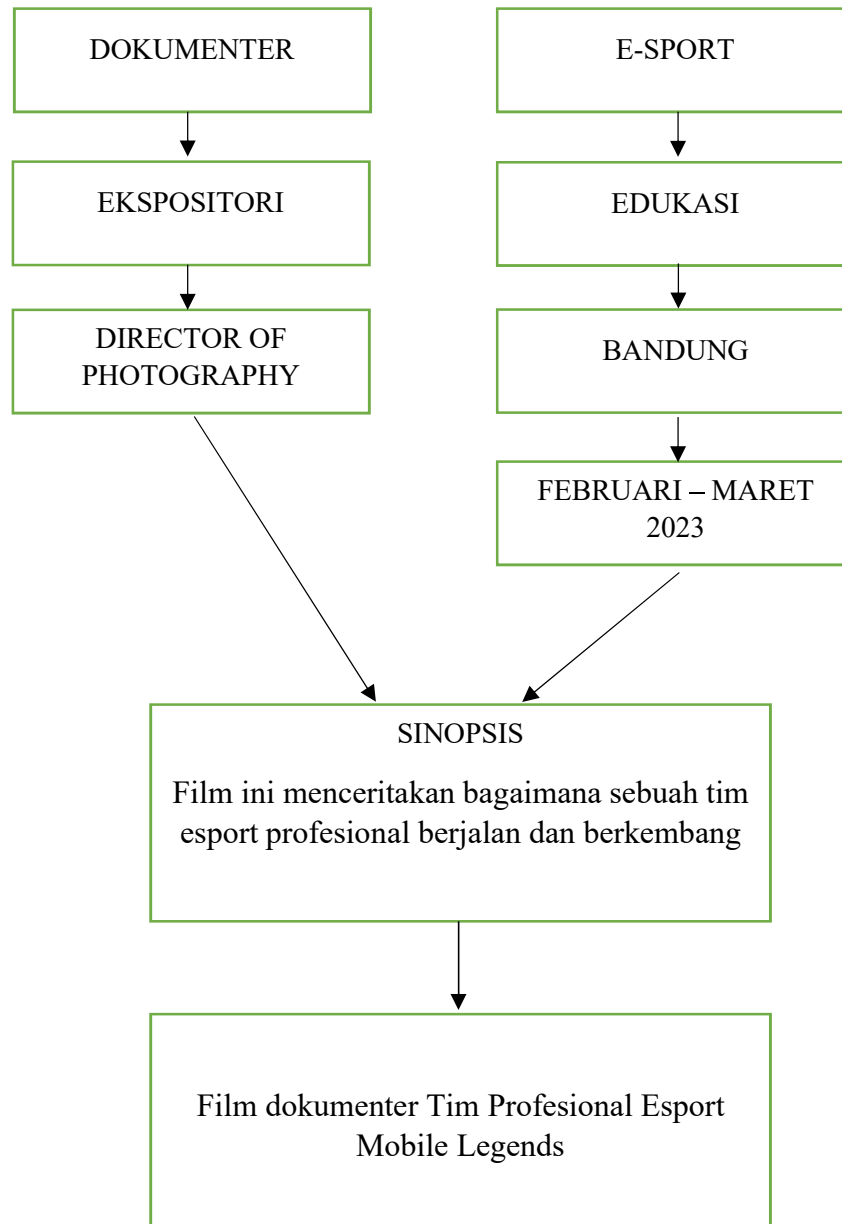 DOKUMENTER
E-SPORT
EKSPOSITORI
EDUKASI
DIRECTOR OF
PHOTOGRAPHY
BANDUNG
FEBRUARI – MARET
2023
SINOPSIS
Film ini menceritakan bagaimana sebuah tim
esport profesional berjalan dan berkembang
Film dokumenter Tim Profesional Esport
Mobile Legends